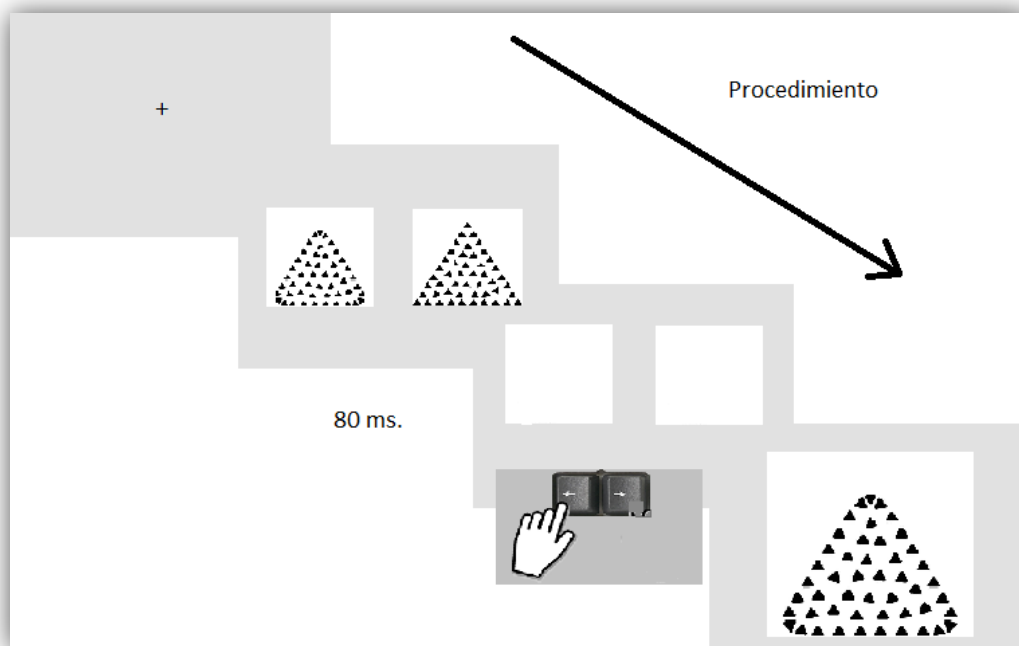 Procedimiento
+
80 ms.
← →